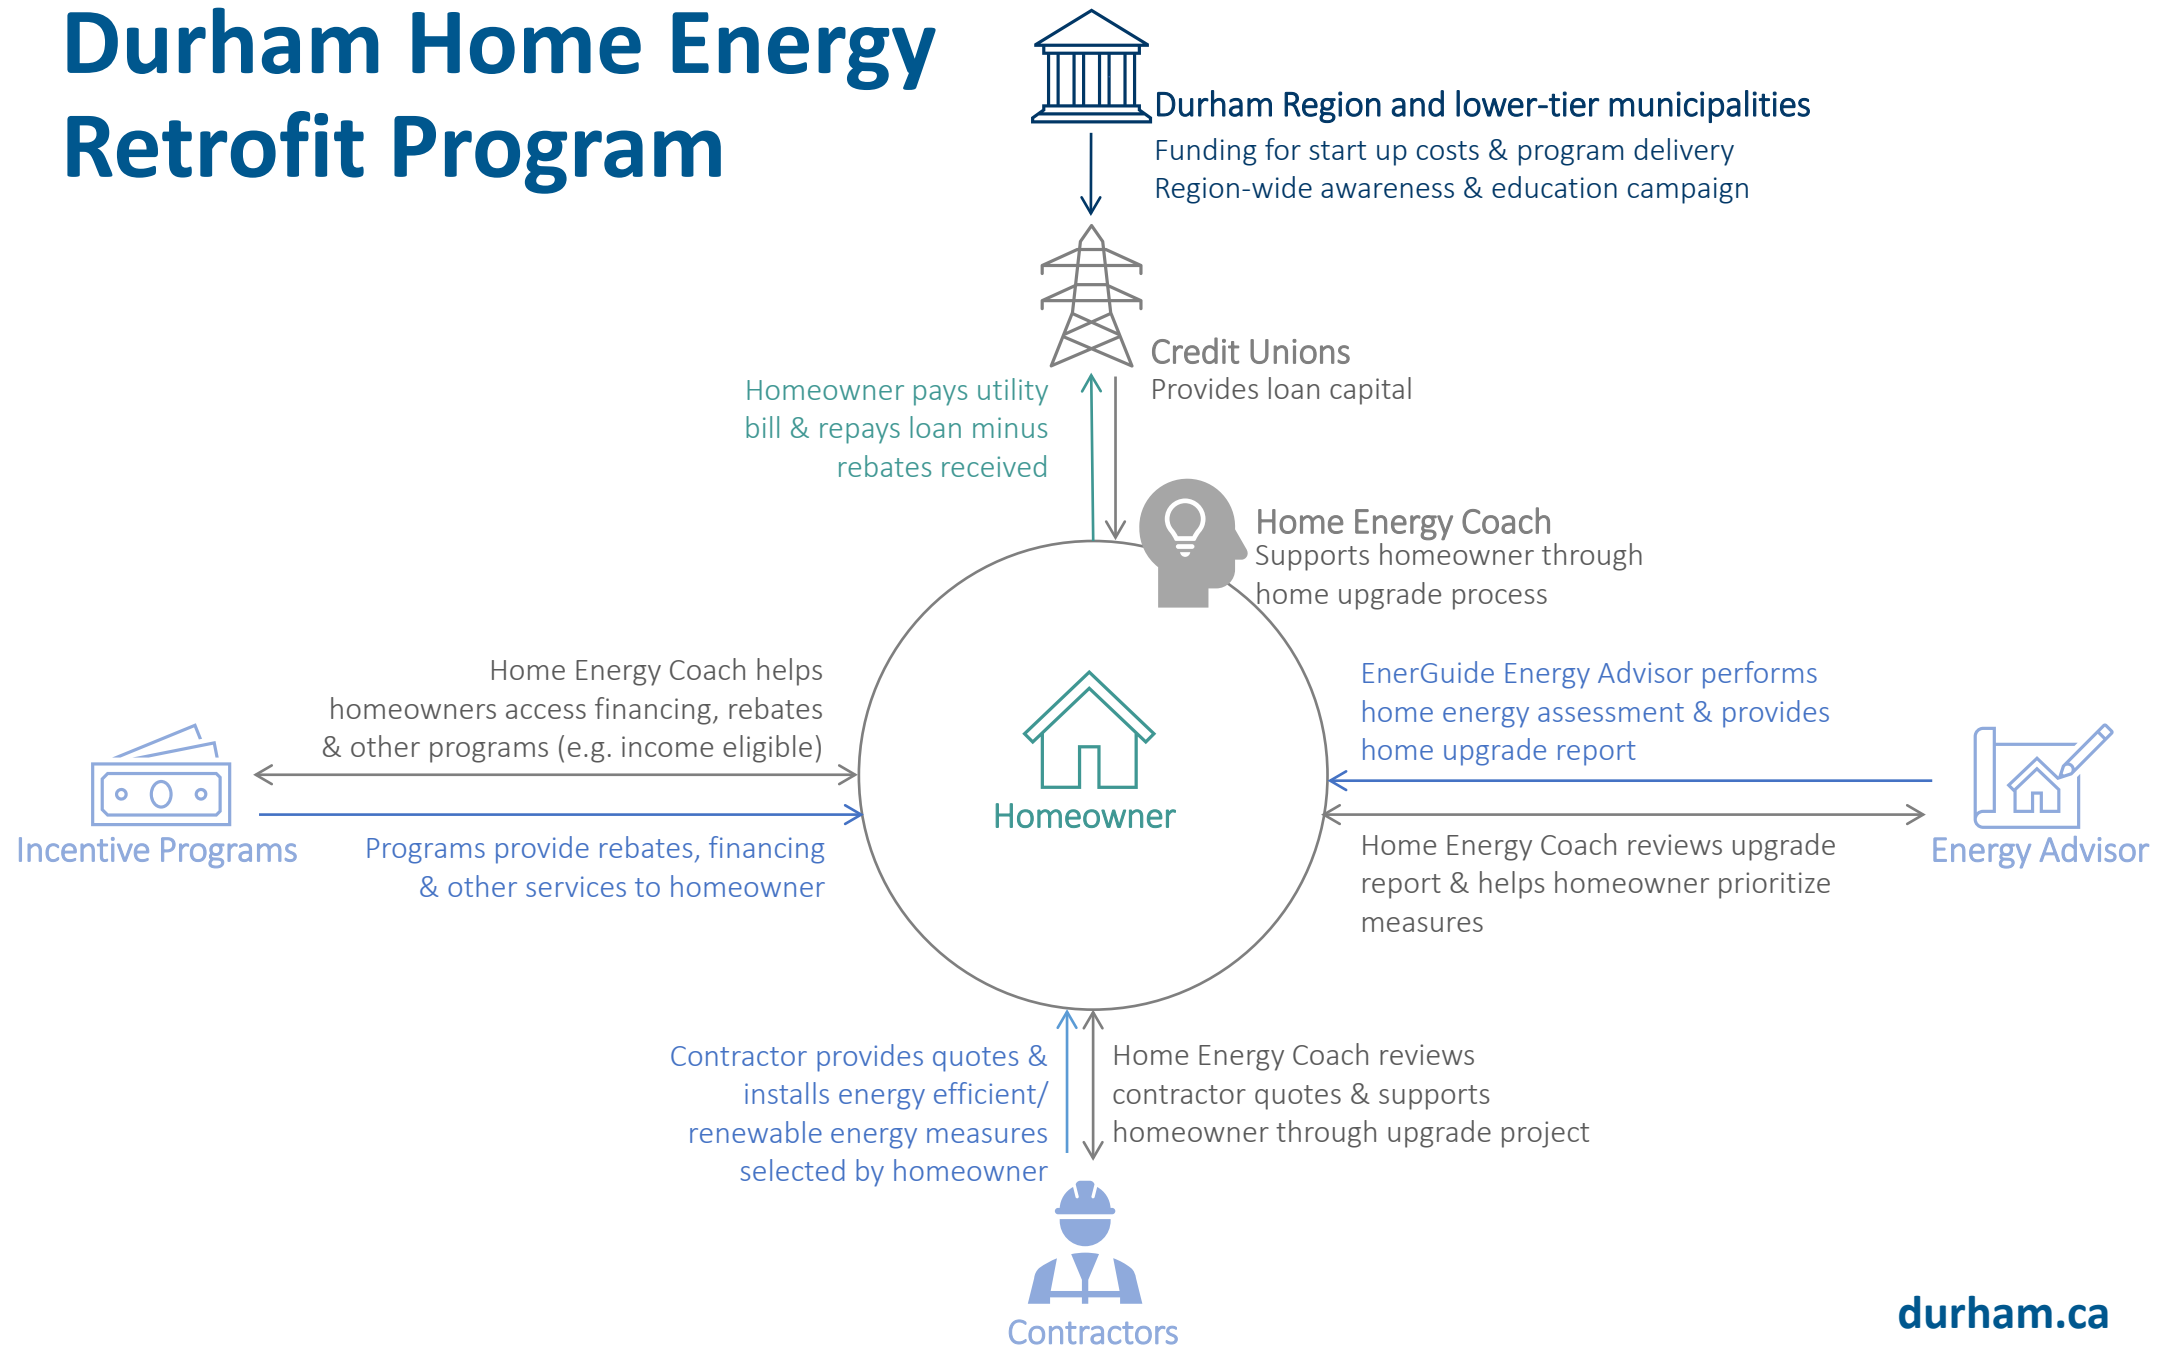 Durham Home Energy
Retrofit Program
Durham Region and lower-tier municipalities
Funding for start up costs & program delivery
Region-wide awareness & education campaign
Credit Unions
Provides loan capital
Homeowner pays utility
bill & repays loan minus
rebates received
Home Energy Coach
Supports homeowner through
home upgrade process
Home Energy Coach helps
homeowners access financing, rebates
& other programs (e.g. income eligible)
Incentive Programs
Programs provide rebates, financing
& other services to homeowner
Homeowner
EnerGuide Energy Advisor performs
home energy assessment & provides
home upgrade report
Energy Advisor
Home Energy Coach reviews upgrade
report & helps homeowner prioritize
measures
Contractor provides quotes &
installs energy efficient/
renewable energy measures
selected by homeowner
Home Energy Coach reviews
contractor quotes & supports
homeowner through upgrade project
Contractors
durham.ca